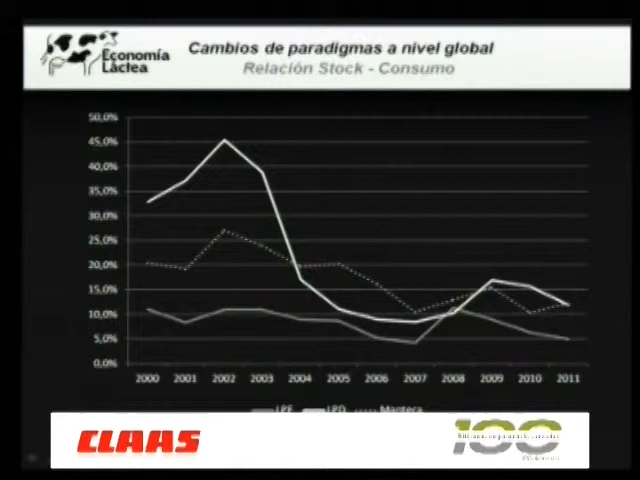 Economía
Láctea
Cambios de paradigmas a nivel global
Relación Stock - Consumo
50,0%
45,0%
40,0%
35,0%
30,0%
25,0%
20,0%
15,0%
10,0%
5,0%
0,0%
2000 2001 2002 2003 2004 2005 2006 2007 2008 2009 2010 2011
LPE LPD Manteca
CLAAS
100